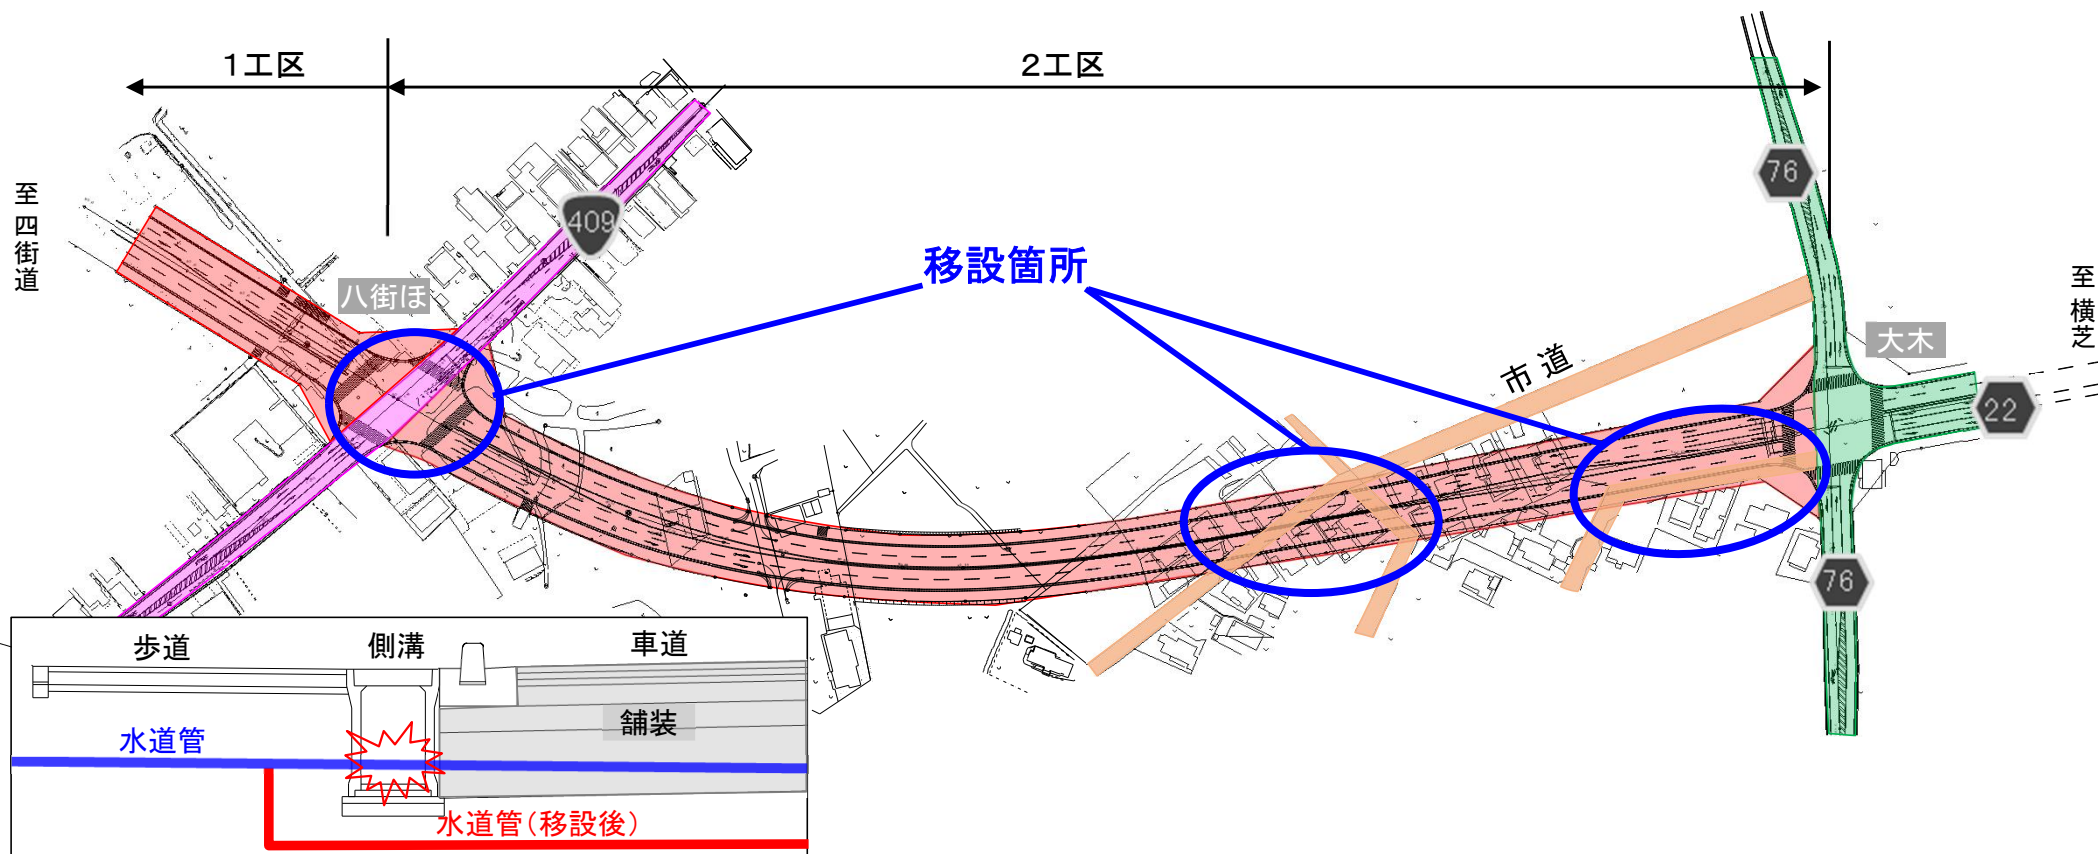 1工区
2工区
至四街道
409
76
八街ほ
移設箇所
市道
大木
至横芝
22
76
歩道
側溝
車道
舗装
水道管
水道管(移設後)